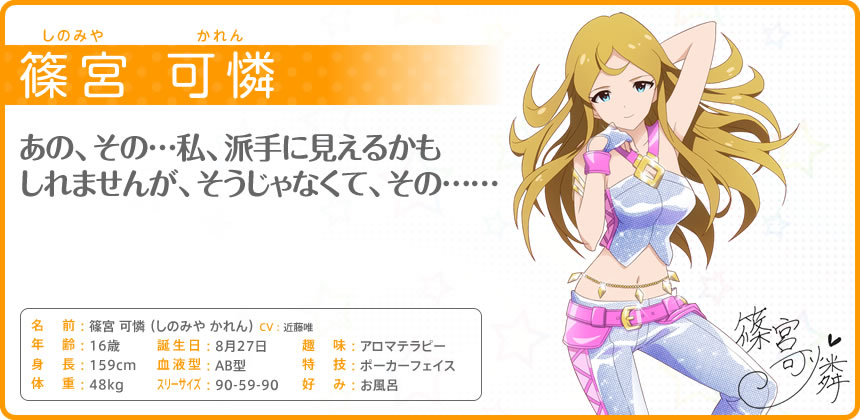 しのみや かれん
篠宮 可憐
あの、その…私、派手に見えるかも
しれませんが、そうじゃなくて、その……
名 前：篠宮 可憐 (しのみや かれん) CV：近藤唯
年 齢：16歳 誕生日：8月27日 趣 味：アロマテラピー
身 長：159cm 血液型：AB型 特 技：ポーカーフェイス
体 重：48kg スリーサイズ：90-59-90 好 み：お風呂
篠宮可憐